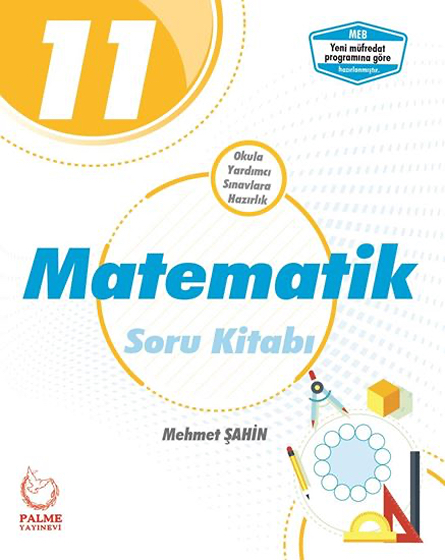 11
MEB
Yeni müfredat
programına göre
hazırlanmıştır.
Okula
Yardımcı
Sınavlara
Hazırlık
Matematik
Soru Kitabı
Mehmet ŞAHİN
PALME
YAYINEVİ